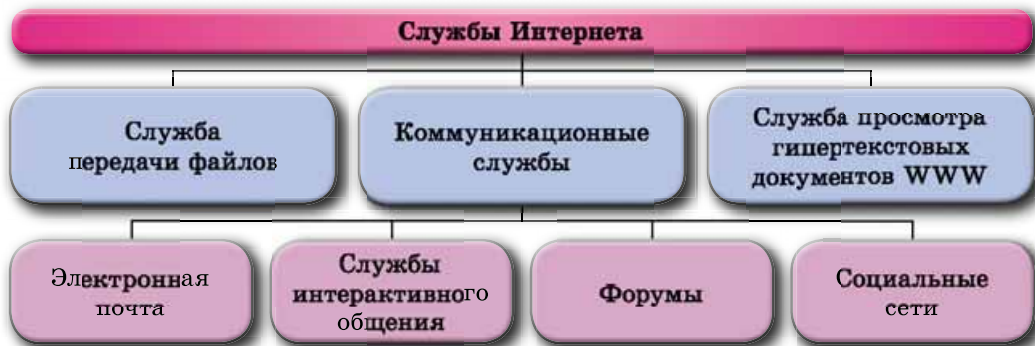 Службы Интернета
Служба
передачи файлов
Коммуникационные
службы
Служба просмотра
гипертекстовых
документов WWW
Электронная
почта
Службы
интерактивного
общения
Форумы
Социальные
сети